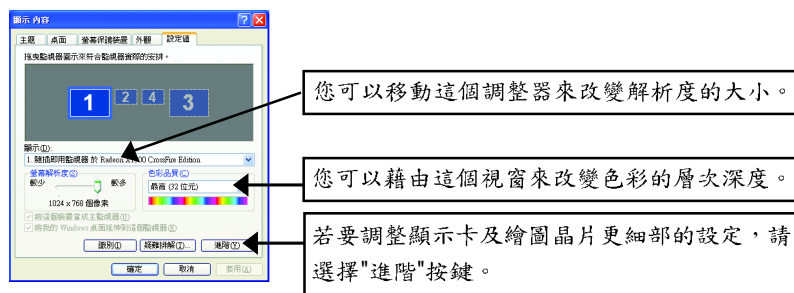 顯示 內容
主題 桌面 螢幕保護裝置 外觀 設定值
拖曳監視器圖示來符合監視器實際的安排。
1 2 4 3
您可以移動這個調整器來改變解析度的大小。
顯示(D):
1. 隨插即用監視器 於 Radeon X1900 CrossFire Edition
螢幕解析度(S)
較少 較多
1024 x 768 個像素
色彩品質(C)
最高 (32 位元)
您可以藉由這個視窗來改變色彩的層次深度。
將這個裝置當成主監視器(U)
將我的 Windows 桌面延伸到這個監視器(E)
識別(I) 疑難排解(T)... 進階(V)
確定 取消 套用(A)
若要調整顯示卡及繪圖晶片更細部的設定，請
選擇"進階"按鍵。